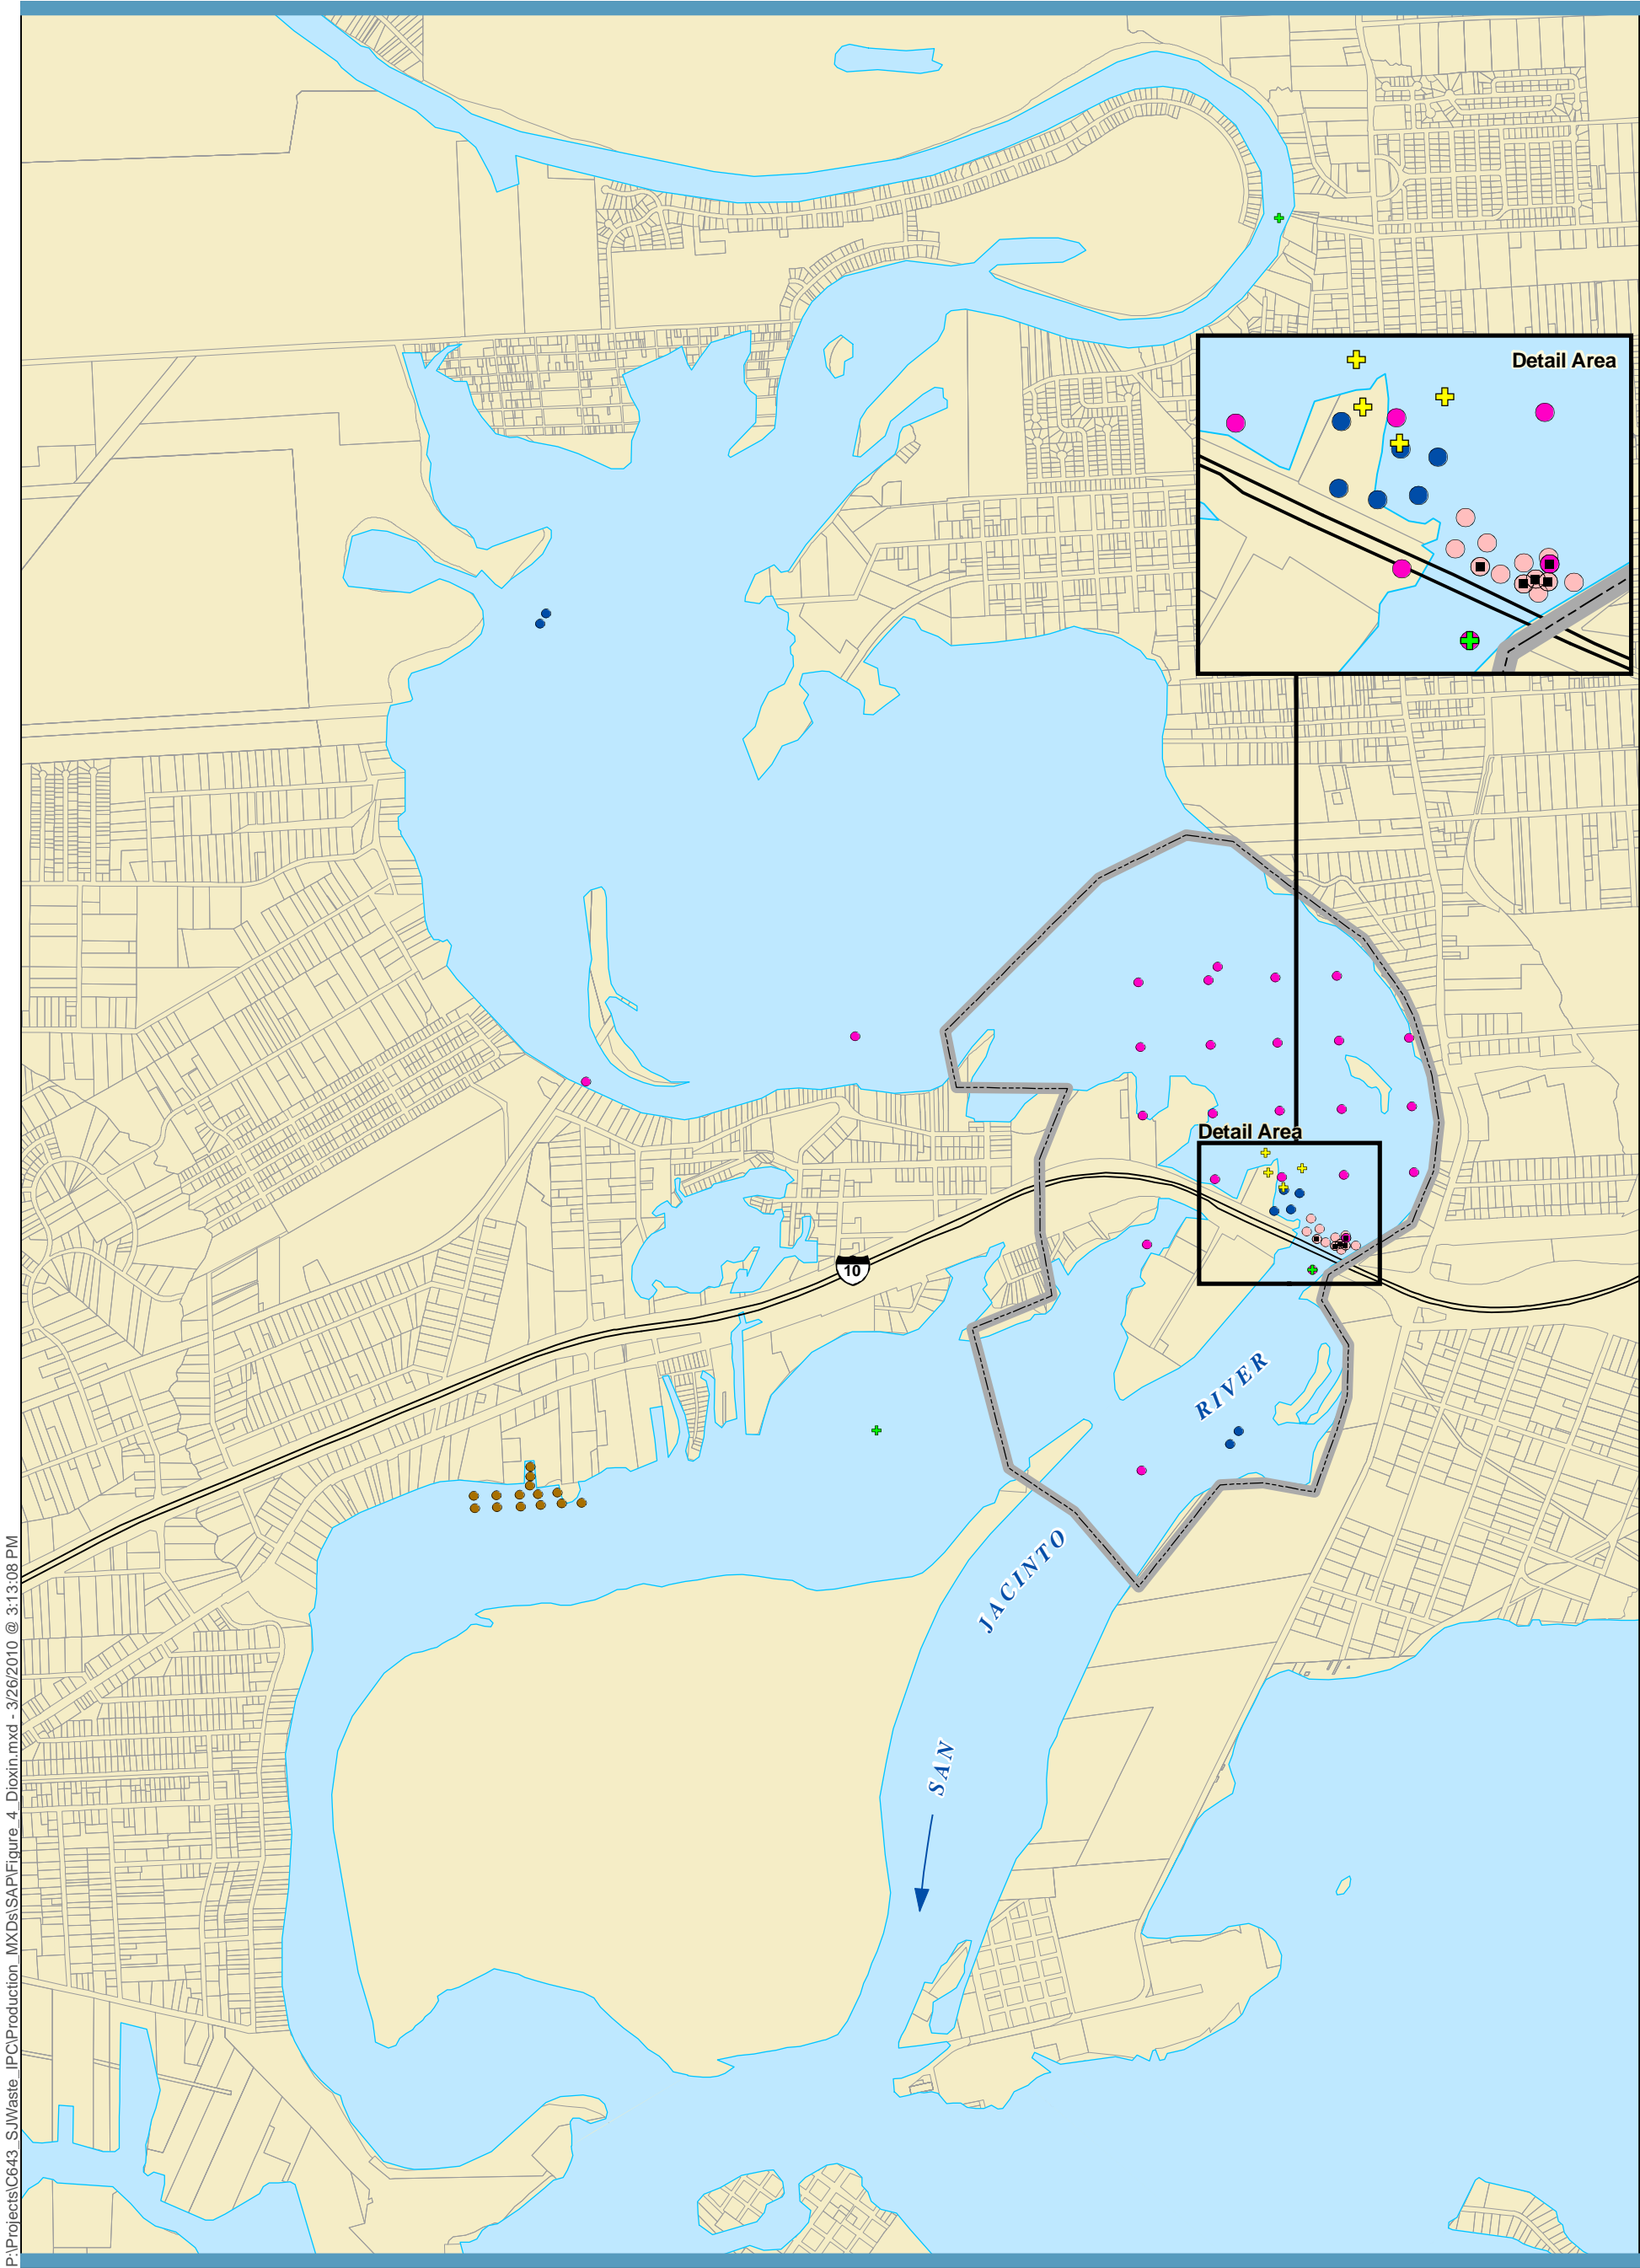 Detail Area
Detail Area
10
RIVER
JACINTO
SAN
P:\Projects\C643_SJWaste_IPC\Production_MXDs\SAP\Figure_4_Dioxin.mxd - 3/26/2010 @ 3:13:08 PM